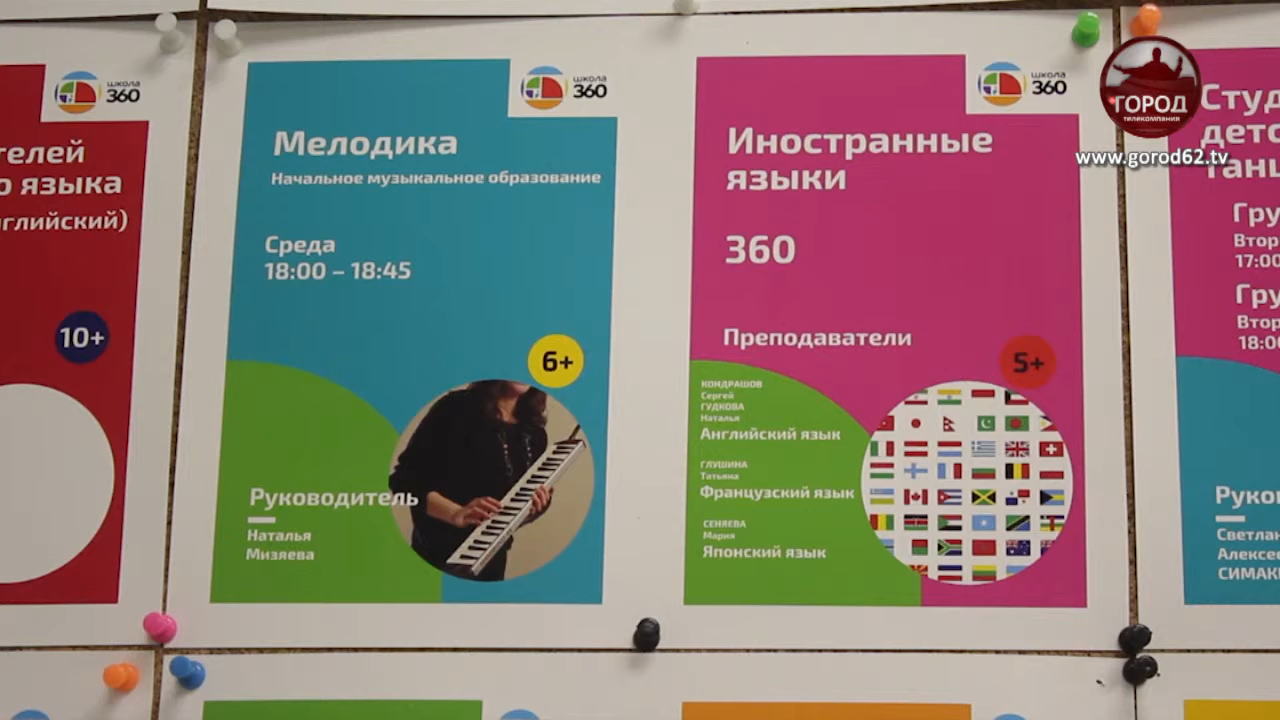 телей
о языка
глийский)
10+
школа
360
школа
360
Мелодика
Начальное музыкальное образование
Среда
18:00 – 18:45
6+
Руководитель
Наталья
Мизяева
школа
360
Иностранные
языки
360
Преподаватели
5+
КОНДРАШОВ
Сергей
ГУДКОВА
Наталья
Английский язык
ГЛУШИНА
Татьяна
Французский язык
СЕНЯЕВА
Мария
Японский язык
ГОРОД
телекомпания
www.gorod62.tv
Студ
детс
танц
Гру
Втор
17:00
Гру
Втор
18:00
Руко
Светлан
Алексее
СИМАК